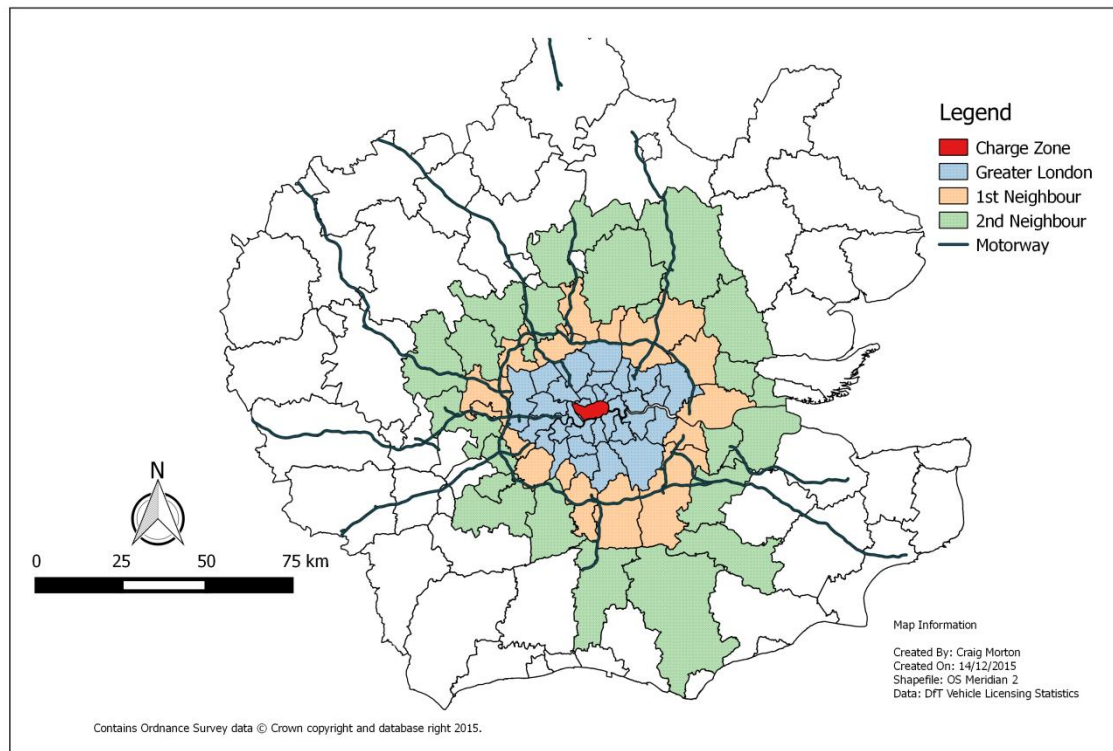 Legend
Charge Zone
Greater London
1st Neighbour
2nd Neighbour
Motorway
N
0 25 50 75 km
Map Information
Created By: Craig Morton
Created On: 14/12/2015
Shapefile: OS Meridian 2
Data: DfT Vehicle Licensing Statistics
Contains Ordnance Survey data © Crown copyright and database right 2015.